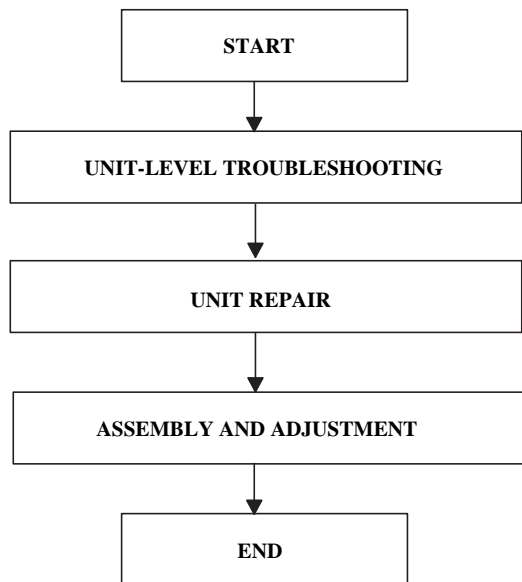 START
UNIT-LEVEL TROUBLESHOOTING
UNIT REPAIR
ASSEMBLY AND ADJUSTMENT
END